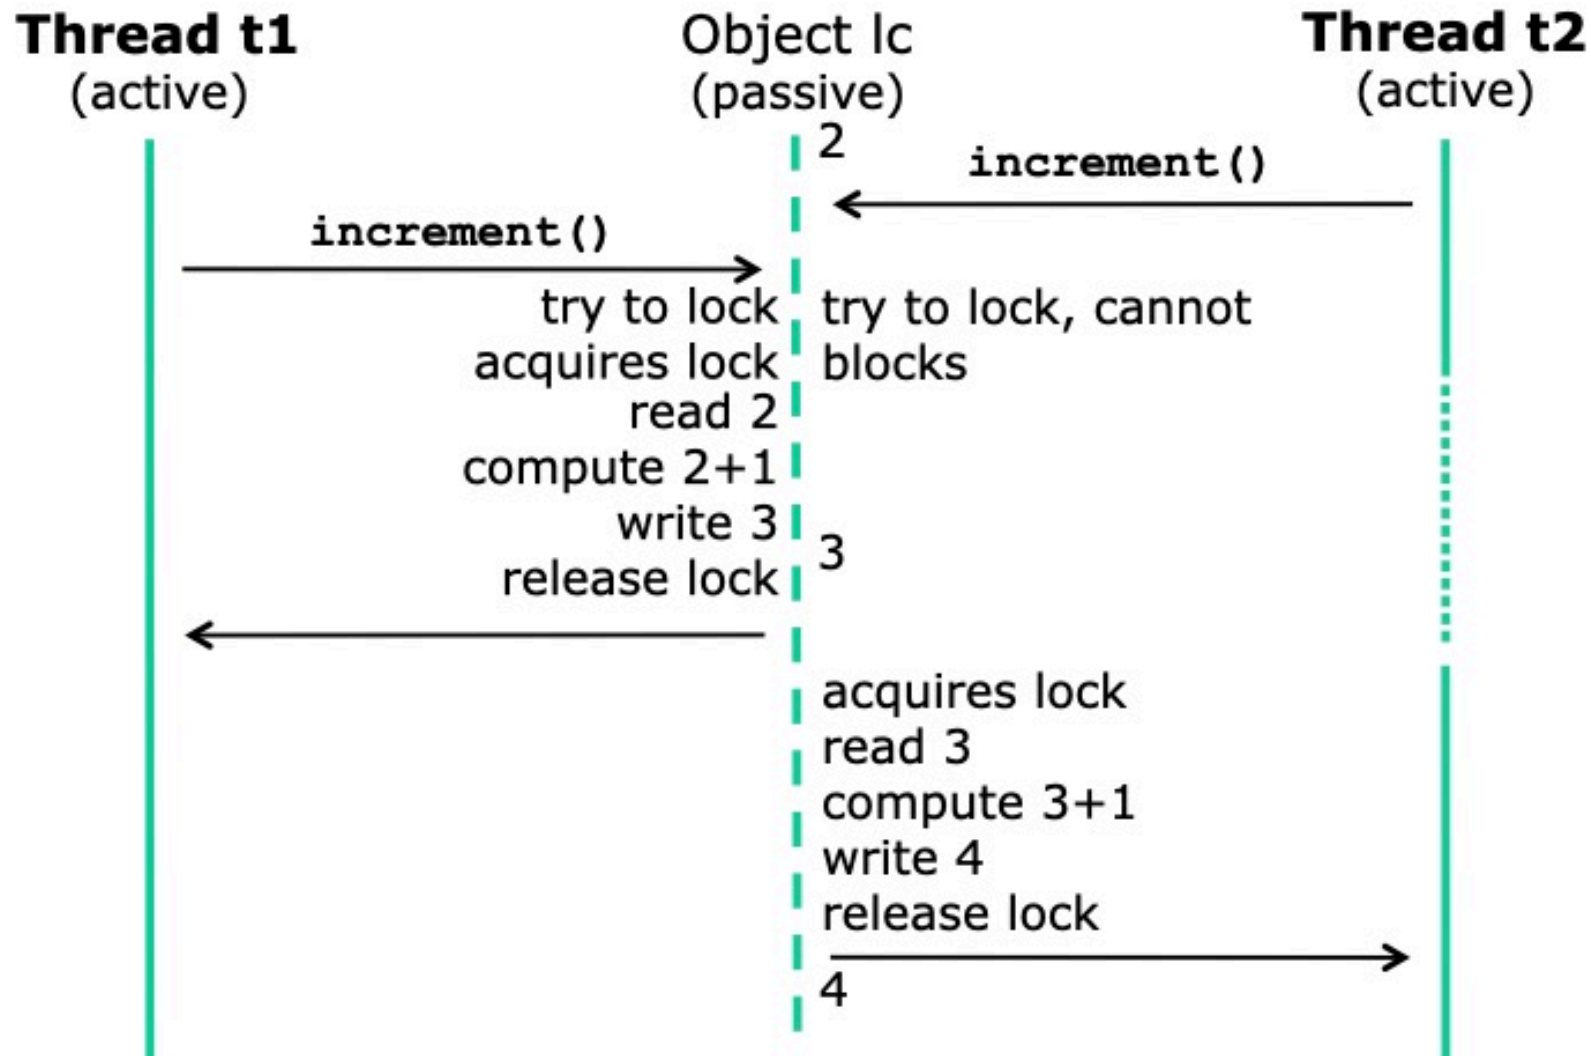 Thread t1
(active)
Object lc
(passive)
Thread t2
(active)
2
increment()
increment()
try to lock
try to lock, cannot
acquires lock
blocks
read 2
compute 2+1
write 3
3
release lock
acquires lock
read 3
compute 3+1
write 4
release lock
4